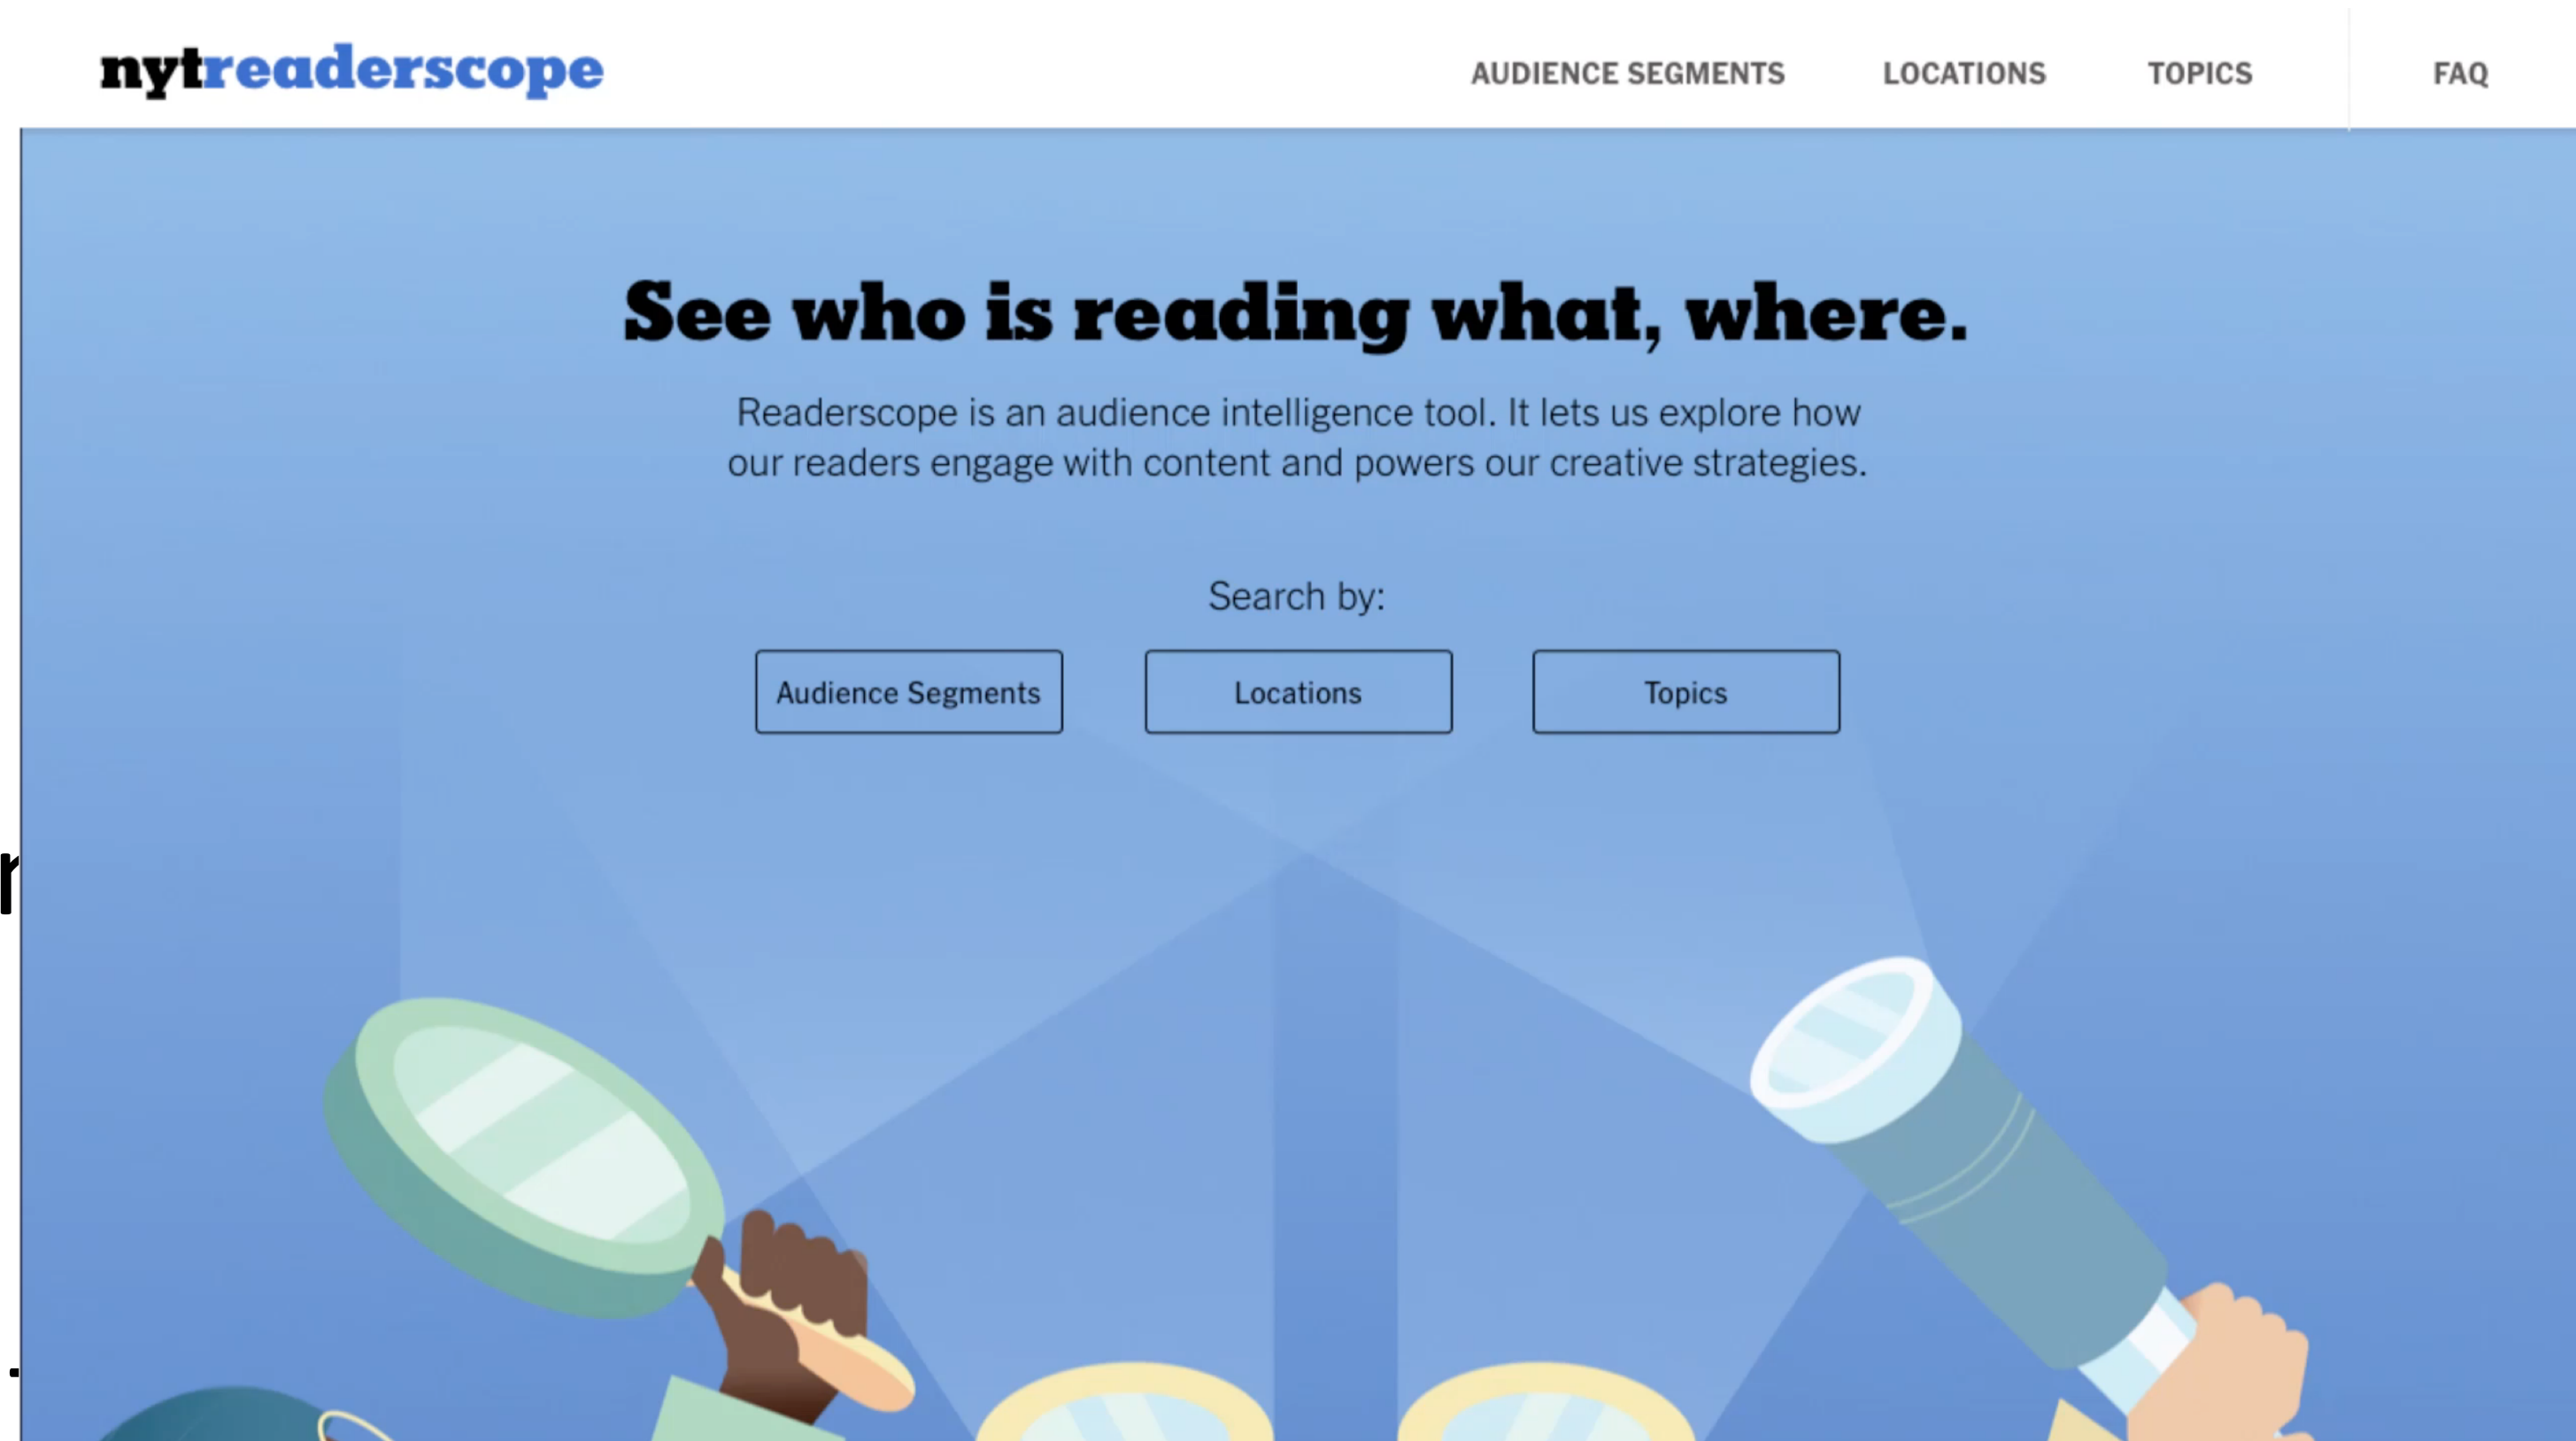 nytreaderscope
AUDIENCE SEGMENTS
LOCATIONS
TOPICS
FAQ
See who is reading what, where.
Readerscope is an audience intelligence tool. It lets us explore how
our readers engage with content and powers our creative strategies.
Search by:
Audience Segments
Locations
Topics